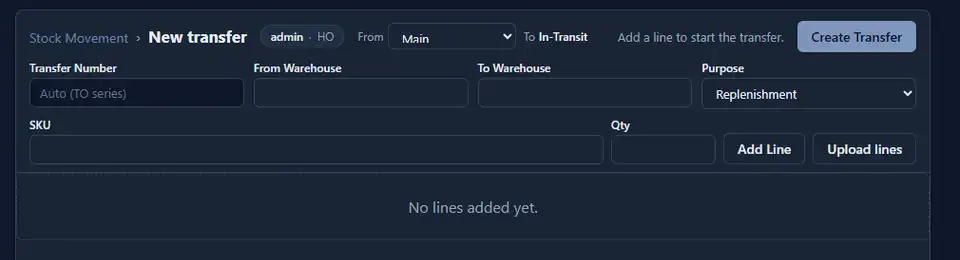 Stock Movement › New transfer admin · HO From Main To In-Transit Add a line to start the transfer. Create Transfer
Transfer Number From Warehouse To Warehouse Purpose
Auto (TO series) Replenishment
SKU Qty
Add Line Upload lines
No lines added yet.